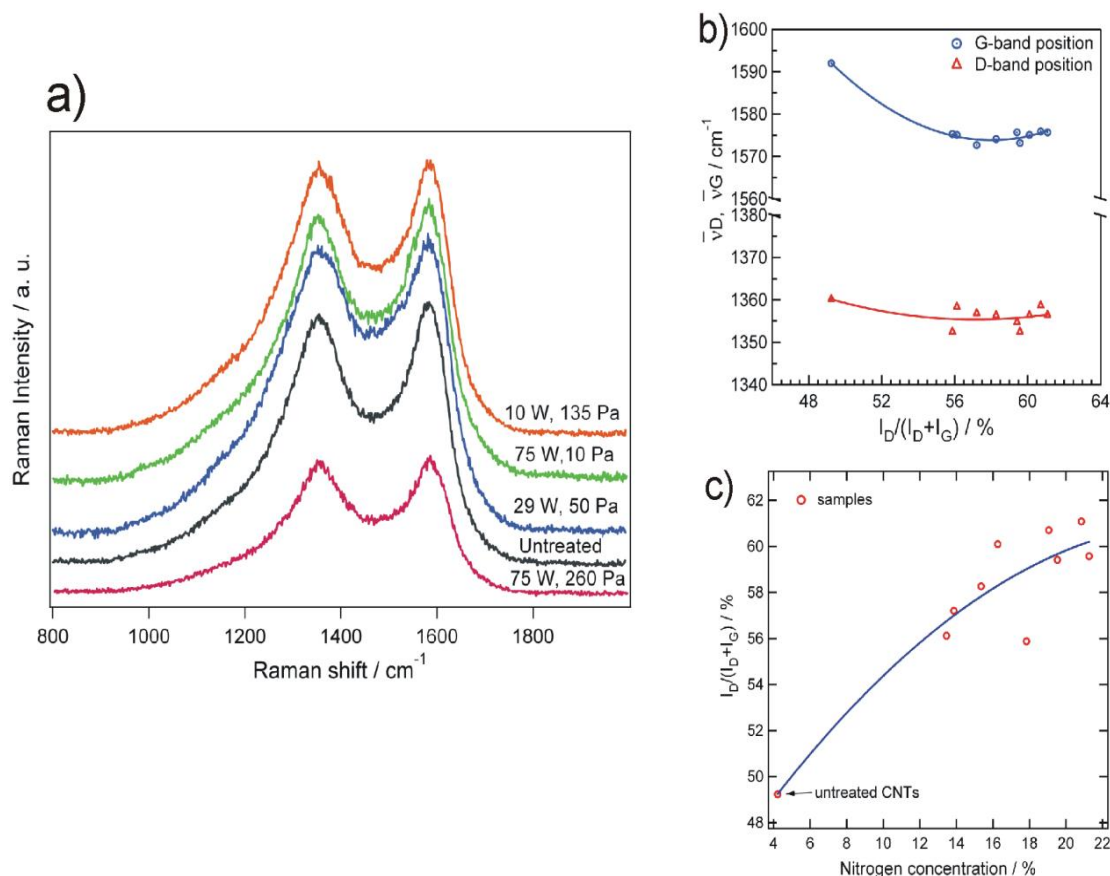 a)
Raman Intensity / a. u.
10 W, 135 Pa
75 W,10 Pa
29 W, 50 Pa
Untreated
75 W, 260 Pa
800 1000 1200 1400 1600 1800
Raman shift / cm-1
b)
1600
1590
1580
1570
1560
1380
1370
1360
1350
1340
G-band position
D-band position
ν̅D, ν̅G / cm-1
48 52 56 60 64
ID/(ID+IG) / %
c)
samples
62
60
58
56
54
52
50
48
ID/(ID+IG) / %
untreated CNTs
4 6 8 10 12 14 16 18 20 22
Nitrogen concentration / %